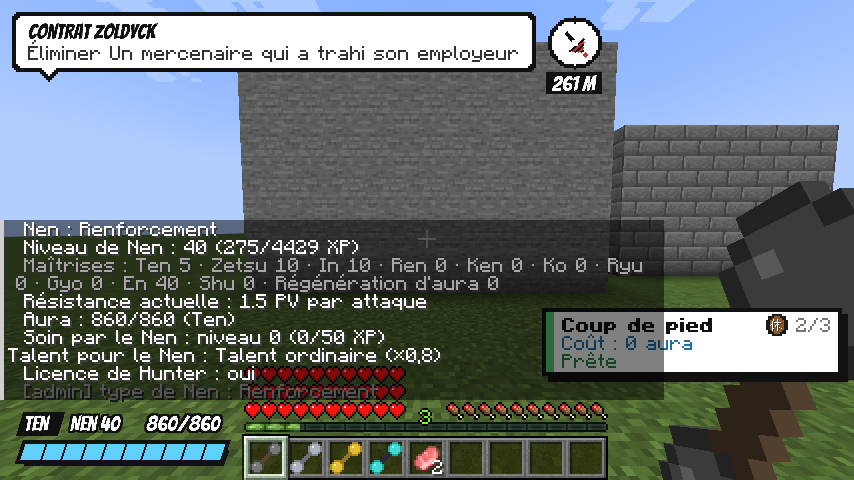 CONTRAT ZOLDYCK
Éliminer Un mercenaire qui a trahi son employeur
261 M
Nen : Renforcement
Niveau de Nen : 40 (275/4429 XP)
Maîtrises : Ten 5 · Zetsu 10 · In 10 · Ren 0 · Ken 0 · Ko 0 · Ryu
0 · Gyo 0 · En 40 · Shu 0 · Régénération d'aura 0
Résistance actuelle : 1.5 PV par attaque
Aura : 860/860 (Ten)
Soin par le Nen : niveau 0 (0/50 XP)
Talent pour le Nen : Talent ordinaire (×0,8)
Licence de Hunter : oui
[admin] type de Nen : Renforcement
Coup de pied
2/3
Coût : 0 aura
Prête
TEN NEN 40 860/860
3
2